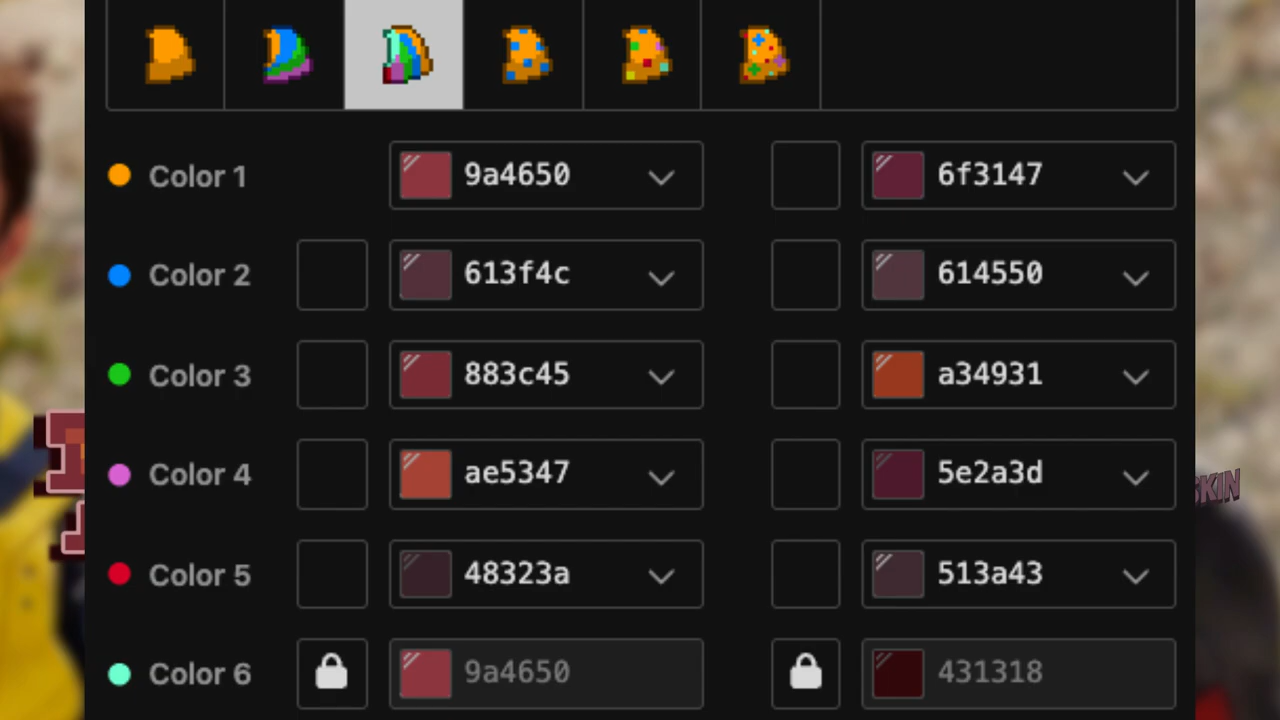 Color 1 9a4650 6f3147
Color 2 613f4c 614550
Color 3 883c45 a34931
Color 4 ae5347 5e2a3d
Color 5 48323a 513a43
Color 6 9a4650 431318
SKIN